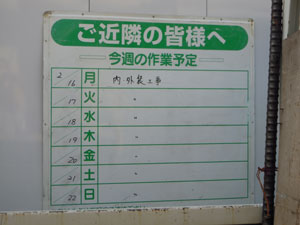 ご近隣の皆様へ
今週の作業予定
2/16 月 内外装工事
/17 火 〃
/18 水 〃
/19 木 〃
/20 金 〃
/21 土 〃
/22 日 〃